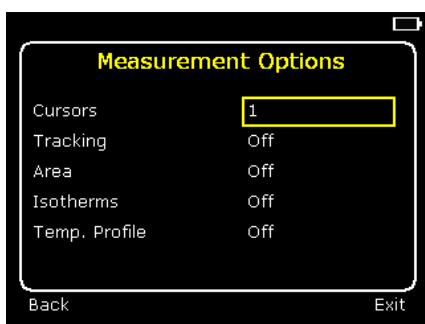 Measurement Options
Cursors 1
Tracking Off
Area Off
Isotherms Off
Temp. Profile Off
Back Exit